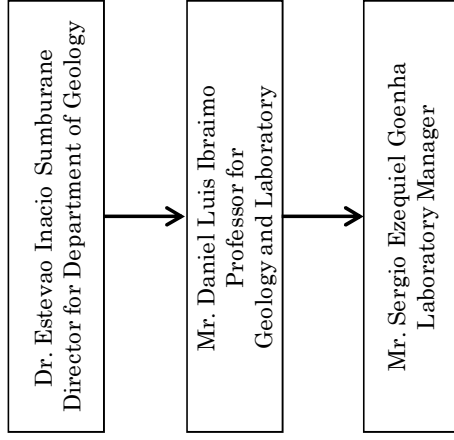 Dr. Estevao Inacio Sumburane
Director for Department of Geology
Mr. Daniel Luis Ibraimo
Professor for
Geology and Laboratory
Mr. Sergio Ezequiel Goenha
Laboratory Manager